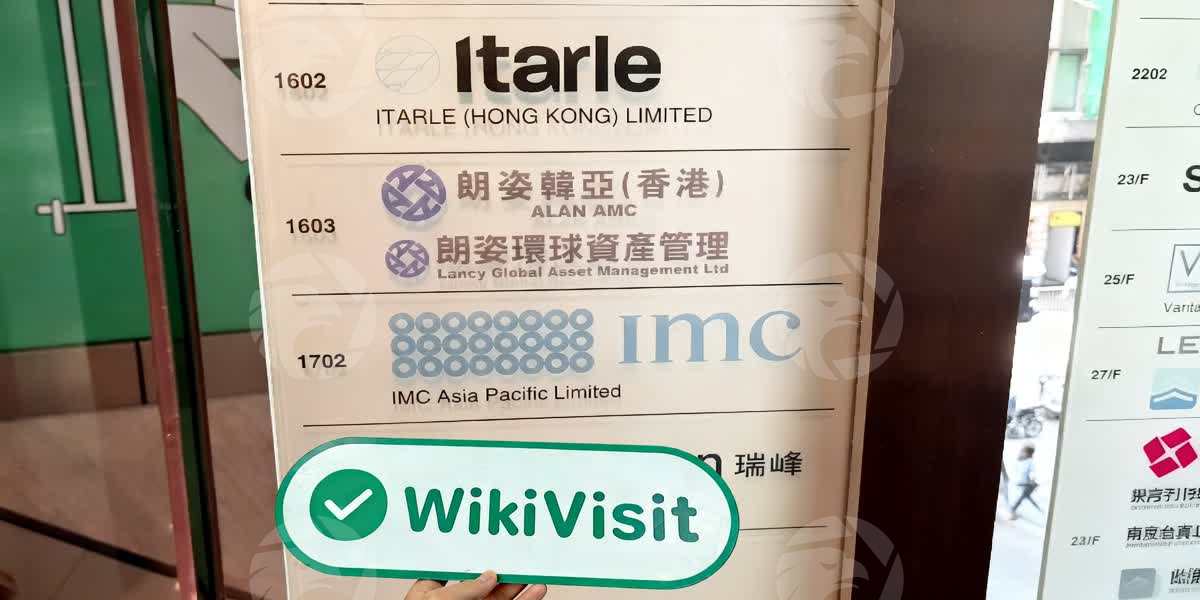 1602
Itarle
ITARLE (HONG KONG) LIMITED
1603
朗姿韓亞(香港)
ALAN AMC
朗姿環球資產管理
Lancy Global Asset Management Ltd
1702
imc
IMC Asia Pacific Limited
瑞峰
WikiVisit
2202
23/F
25/F
27/F
LE
23/F